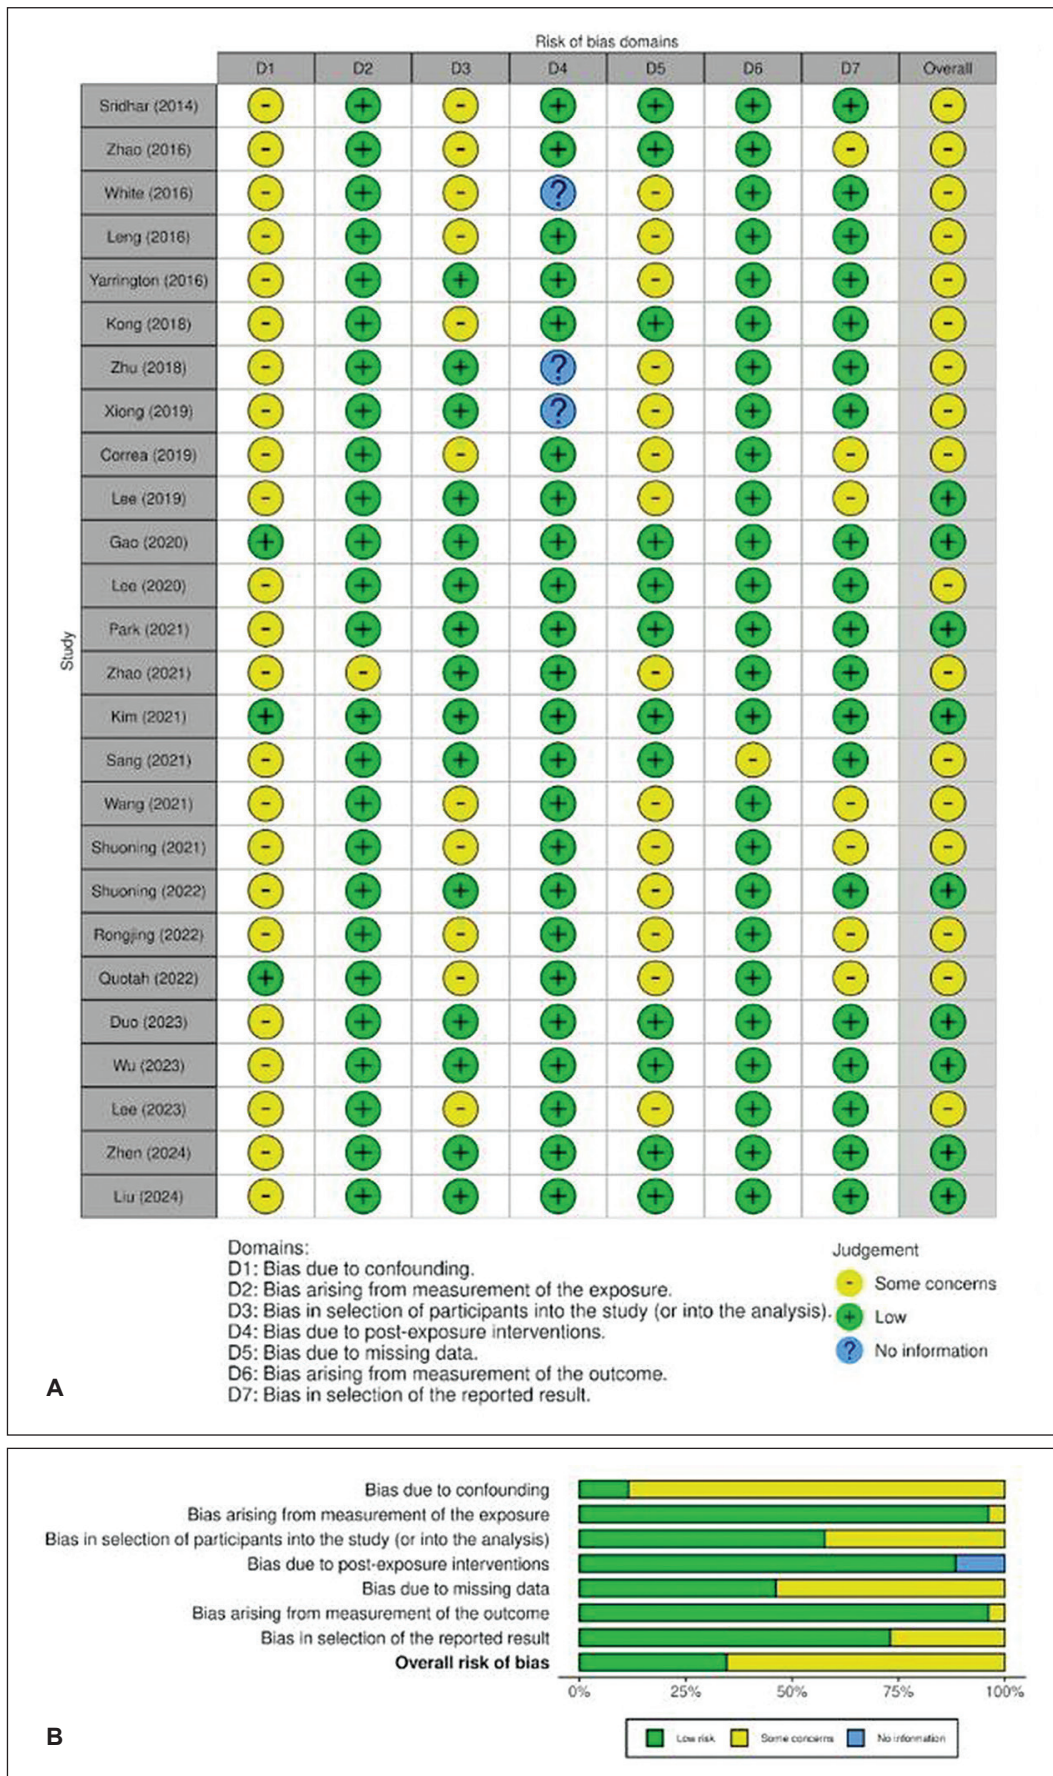 Risk of bias domains
D1 D2 D3 D4 D5 D6 D7 Overall
Study
Sridhar (2014) - + - + + + + -
Zhao (2016) - + - + + + - -
White (2016) - + - ? - + + -
Leng (2016) - + - + - + + -
Yarrington (2016) - + + + - + + -
Kong (2018) - + - + + + + -
Zhu (2018) - + + ? - + + -
Xiong (2019) - + + ? - + + -
Correa (2019) - + - + - + - -
Lee (2019) - + + + - + - +
Gao (2020) + + + + + + + +
Lee (2020) - + + + + + + -
Park (2021) - + + + + + + +
Zhao (2021) - - + + - + + -
Kim (2021) + + + + + + + +
Sang (2021) - + + + + - + -
Wang (2021) - + - + - + - -
Shuoning (2021) - + - + - + - -
Shuoning (2022) - + + + - + + +
Rongjing (2022) - + - + - + - -
Quotah (2022) + + - + - + - -
Duo (2023) - + + + + + + +
Wu (2023) - + + + + + + +
Lee (2023) - + - + - + + -
Zhen (2024) - + + + + + + +
Liu (2024) - + + + + + + +
Domains:
D1: Bias due to confounding.
D2: Bias arising from measurement of the exposure.
D3: Bias in selection of participants into the study (or into the analysis).
D4: Bias due to post-exposure interventions.
D5: Bias due to missing data.
D6: Bias arising from measurement of the outcome.
D7: Bias in selection of the reported result.
Judgement
- Some concerns
+ Low
? No information
A
Bias due to confounding
Bias arising from measurement of the exposure
Bias in selection of participants into the study (or into the analysis)
Bias due to post-exposure interventions
Bias due to missing data
Bias arising from measurement of the outcome
Bias in selection of the reported result
Overall risk of bias
0% 25% 50% 75% 100%
Low risk Some concerns No information
B